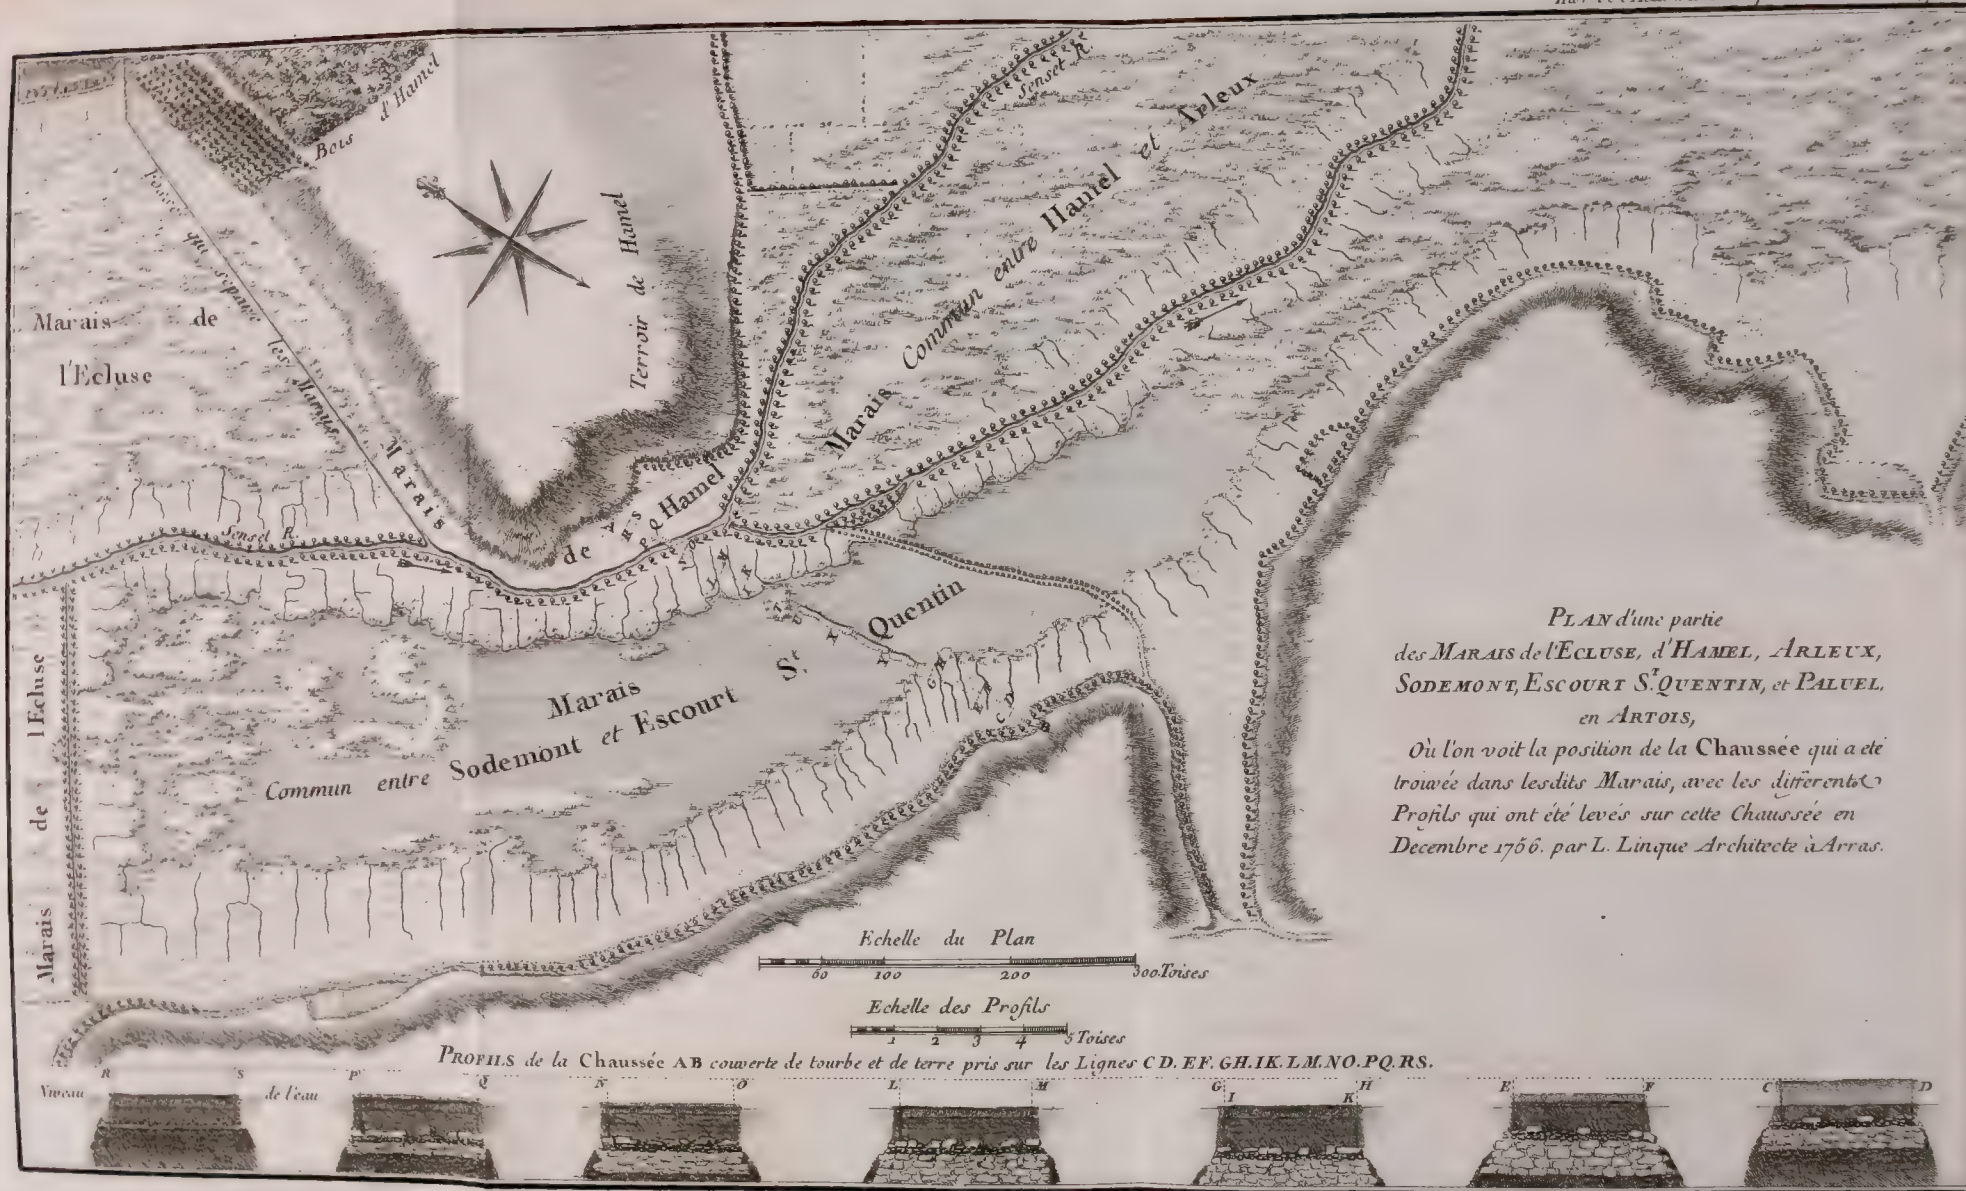 Bois d'Hamel
Fossé qui sépare les Marais
Marais de
l'Ecluse
Terroir de Hamel
Senset R.
Marais Commun entre Hamel et Arleux
Marais de Hamel
Senset R.
Marais de l'Ecluse
Marais
Commun entre Sodemont et Escourt St. Quentin
A
R S
P Q
N O
L M
I K
T
U
X
Y
G H
E F
C D
B
PLAN d'une partie
des MARAIS de l'ECLUSE, d'HAMEL, ARLEUX,
SODEMONT, ESCOURT St. QUENTIN, et PALUEL,
en ARTOIS,
Où l'on voit la position de la Chaussée qui a eté
trouvée dans lesdits Marais, avec les differents
Profils qui ont été levés sur cette Chaussée en
Decembre 1756. par L. Linque Architecte à Arras.
Echelle du Plan
60 100 200 300 Toises
Echelle des Profils
1 2 3 4 5 Toises
PROFILS de la Chaussée AB couverte de tourbe et de terre pris sur les Lignes CD. EF. GH. IK. LM. NO. PQ. RS.
R S P Q N O L M G H E F C D
I K
Niveau de l'eau